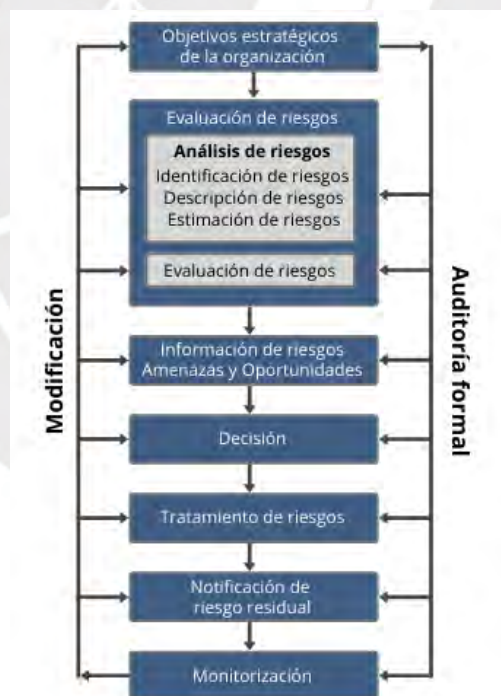 Objetivos estratégicos
de la organización
Evaluación de riesgos
Análisis de riesgos
Identificación de riesgos
Descripción de riesgos
Estimación de riesgos
Evaluación de riesgos
Información de riesgos
Amenazas y Oportunidades
Decisión
Tratamiento de riesgos
Notificación de
riesgo residual
Monitorización
Modificación
Auditoría formal